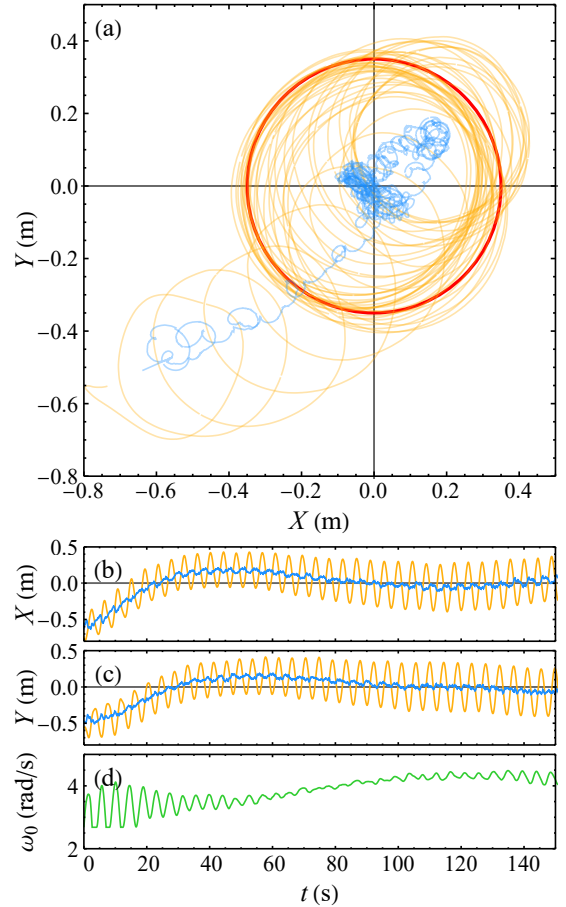 (a)
0.4
0.2
0.0
−0.2
−0.4
−0.6
−0.8
Y (m)
−0.8 −0.6 −0.4 −0.2 0.0 0.2 0.4
X (m)
(b)
0.5
0.0
−0.5
X (m)
(c)
0.5
0.0
−0.5
Y (m)
(d)
4
2
ω₀ (rad/s)
0 20 40 60 80 100 120 140
t (s)